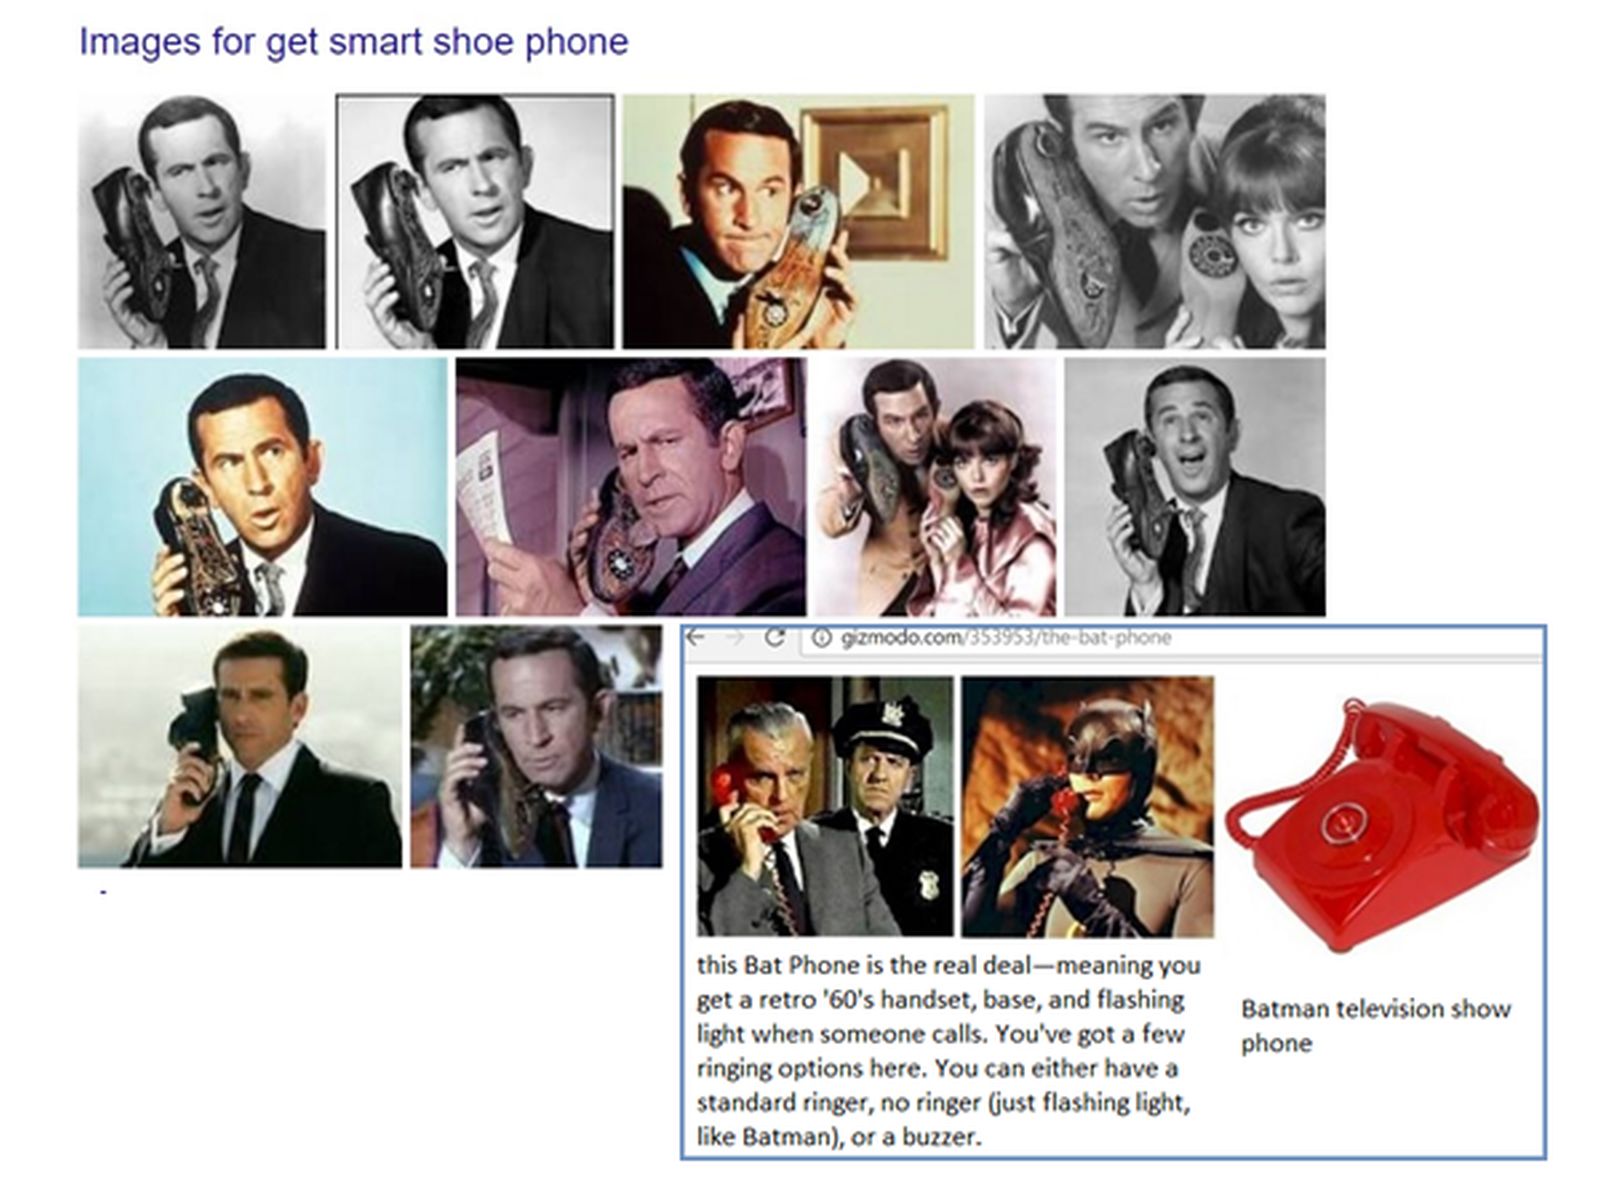 Images for get smart shoe phone
gizmodo.com/353953/the-bat-phone
this Bat Phone is the real deal—meaning you
get a retro '60's handset, base, and flashing
light when someone calls. You've got a few
ringing options here. You can either have a
standard ringer, no ringer (just flashing light,
like Batman), or a buzzer.
Batman television show
phone